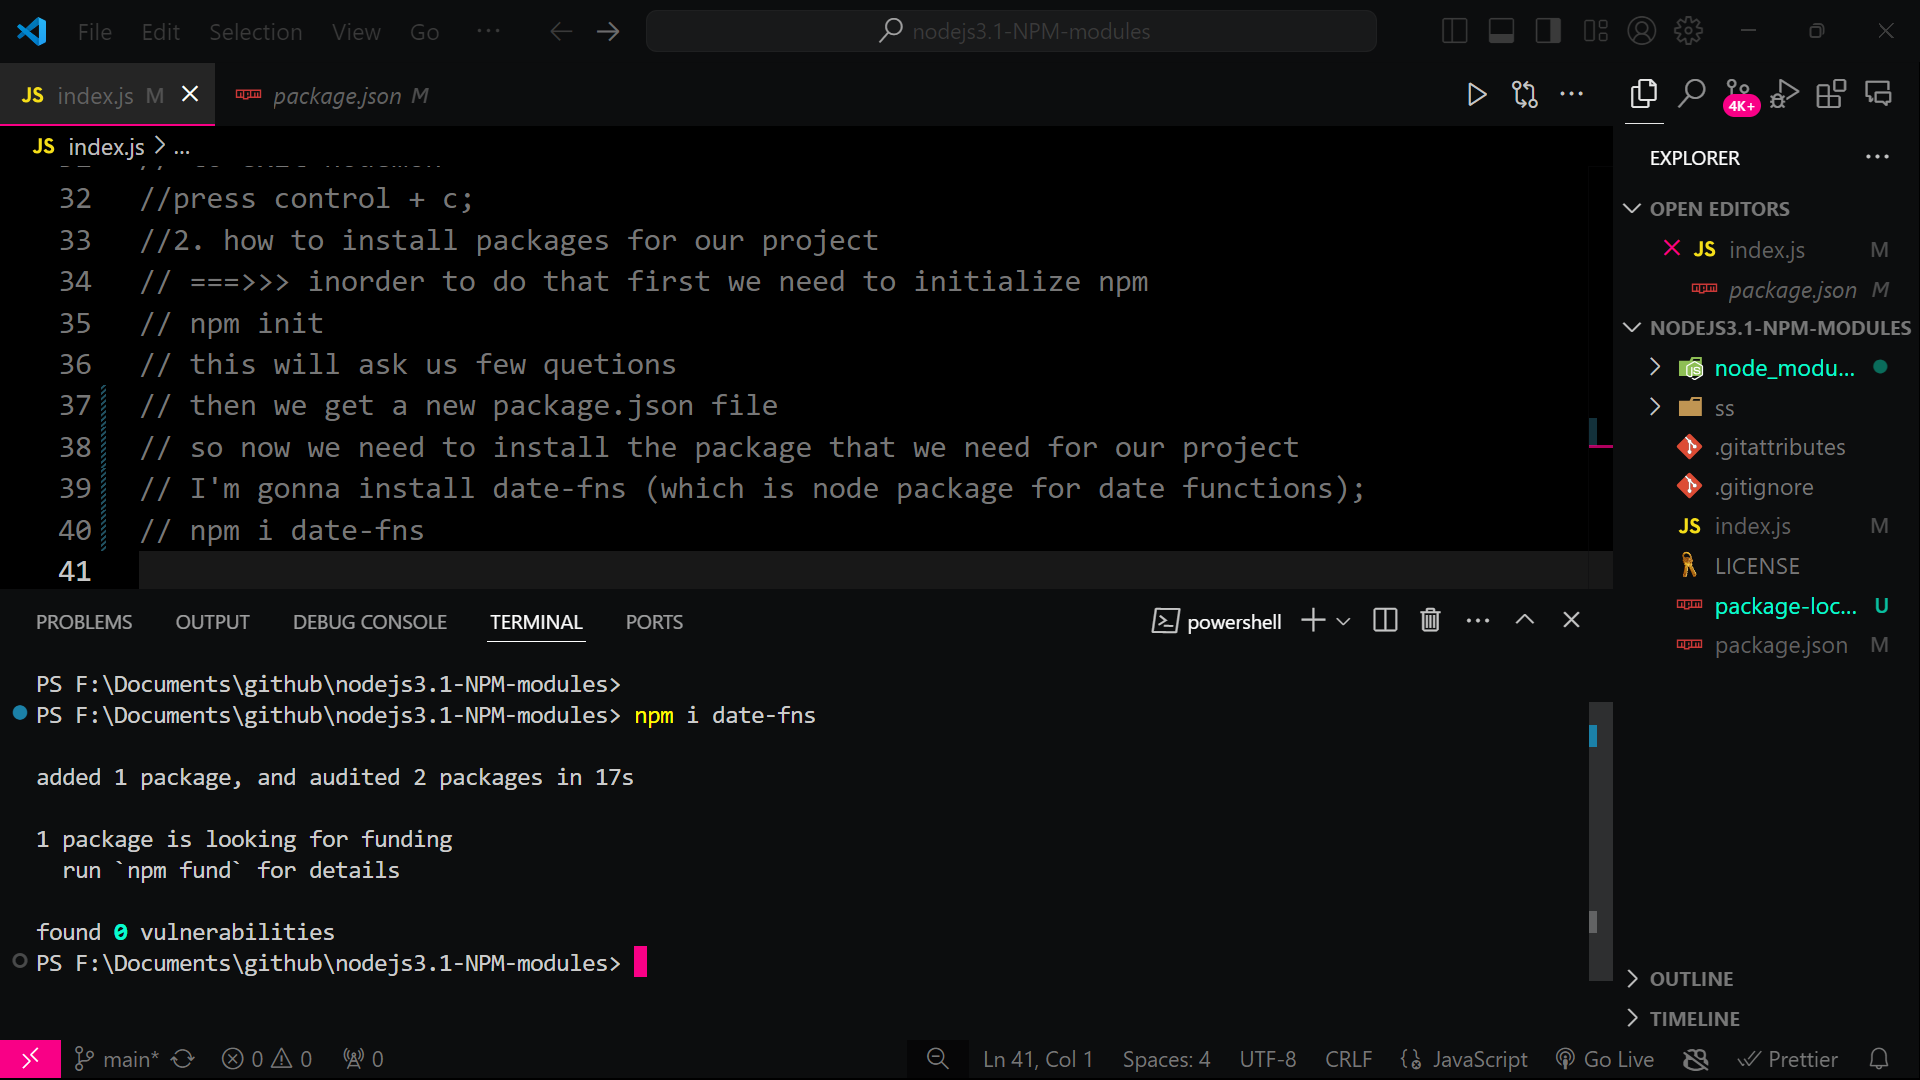 File Edit Selection View Go ··· nodejs3.1-NPM-modules
JS index.js M package.json M
JS index.js > ...
32 //press control + c;
33 //2. how to install packages for our project
34 // ===>>> inorder to do that first we need to initialize npm
35 // npm init
36 // this will ask us few quetions
37 // then we get a new package.json file
38 // so now we need to install the package that we need for our project
39 // I'm gonna install date-fns (which is node package for date functions);
40 // npm i date-fns
41
PROBLEMS OUTPUT DEBUG CONSOLE TERMINAL PORTS powershell
PS F:\Documents\github\nodejs3.1-NPM-modules>
PS F:\Documents\github\nodejs3.1-NPM-modules> npm i date-fns
added 1 package, and audited 2 packages in 17s
1 package is looking for funding
run `npm fund` for details
found 0 vulnerabilities
PS F:\Documents\github\nodejs3.1-NPM-modules>
4K+
EXPLORER
OPEN EDITORS
JS index.js M
package.json M
NODEJS3.1-NPM-MODULES
node_modu...
ss
.gitattributes
.gitignore
JS index.js M
LICENSE
package-loc... U
package.json M
OUTLINE
TIMELINE
main* 0 0 0 Ln 41, Col 1 Spaces: 4 UTF-8 CRLF JavaScript Go Live Prettier